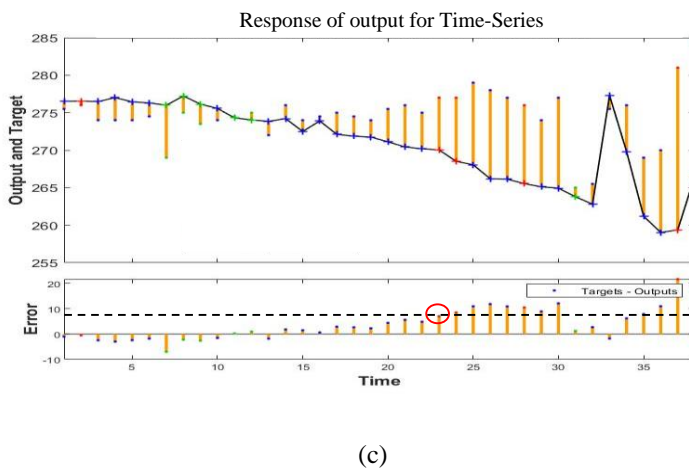 Response of output for Time-Series
285
280
275
270
265
260
255
Output and Target
20
10
0
-10
Error
Targets - Outputs
5 10 15 20 25 30 35
Time
(c)